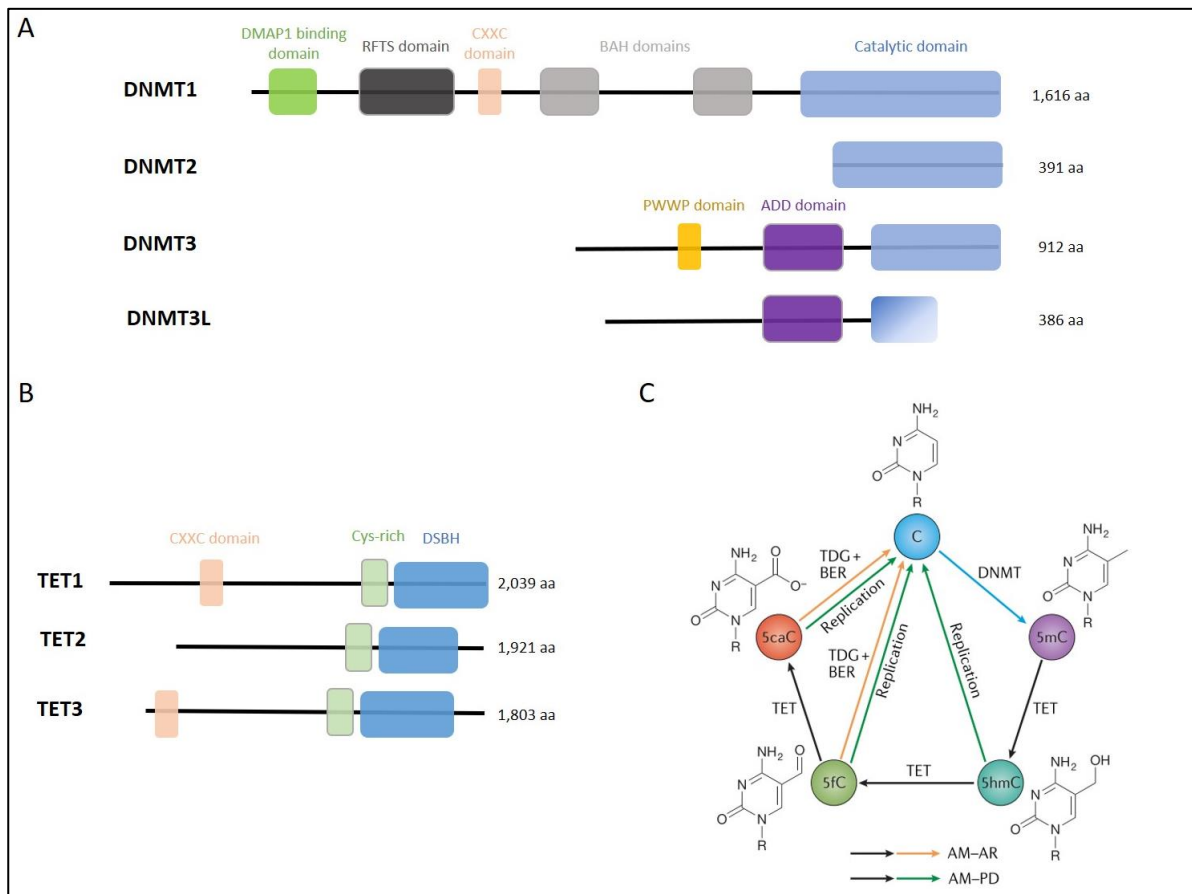 A
DMAP1 binding
domain
RFTS domain
CXXC
domain
BAH domains
Catalytic domain
DNMT1
1,616 aa
DNMT2
391 aa
PWWP domain
ADD domain
DNMT3
912 aa
DNMT3L
386 aa
B
CXXC domain
Cys-rich
DSBH
TET1
2,039 aa
TET2
1,921 aa
TET3
1,803 aa
C
NH2
N
O
N
R
C
NH2
O
N
O-
O
N
R
TDG +
BER
Replication
DNMT
NH2
N
O
N
R
5caC
5mC
TDG +
BER
Replication
Replication
TET
TET
NH2
O
N
O
N
R
5fC
TET
5hmC
NH2
OH
N
O
N
R
AM–AR
AM–PD